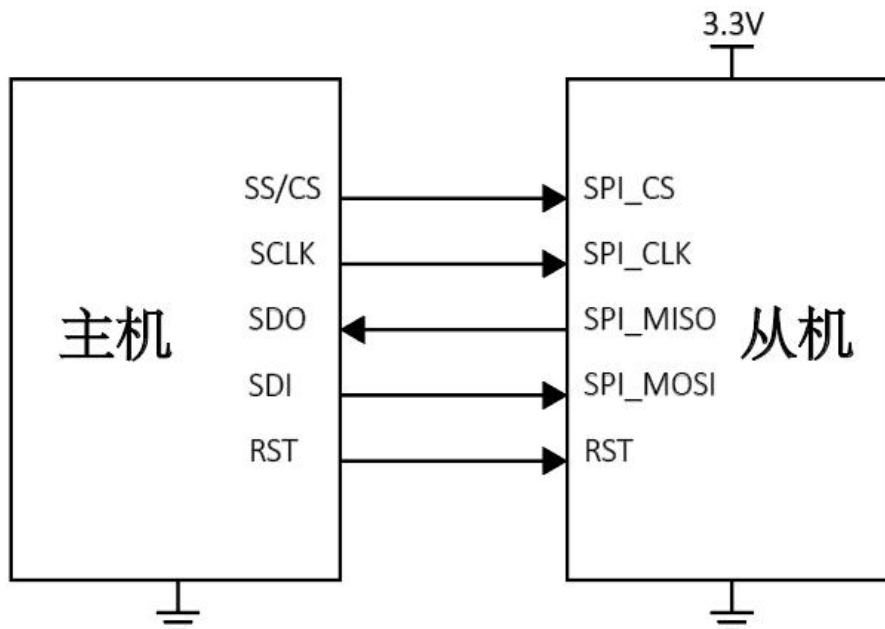 3.3V
SS/CS
SPI_CS
SCLK
SPI_CLK
主机
SDO
SPI_MISO
从机
SDI
SPI_MOSI
RST
RST